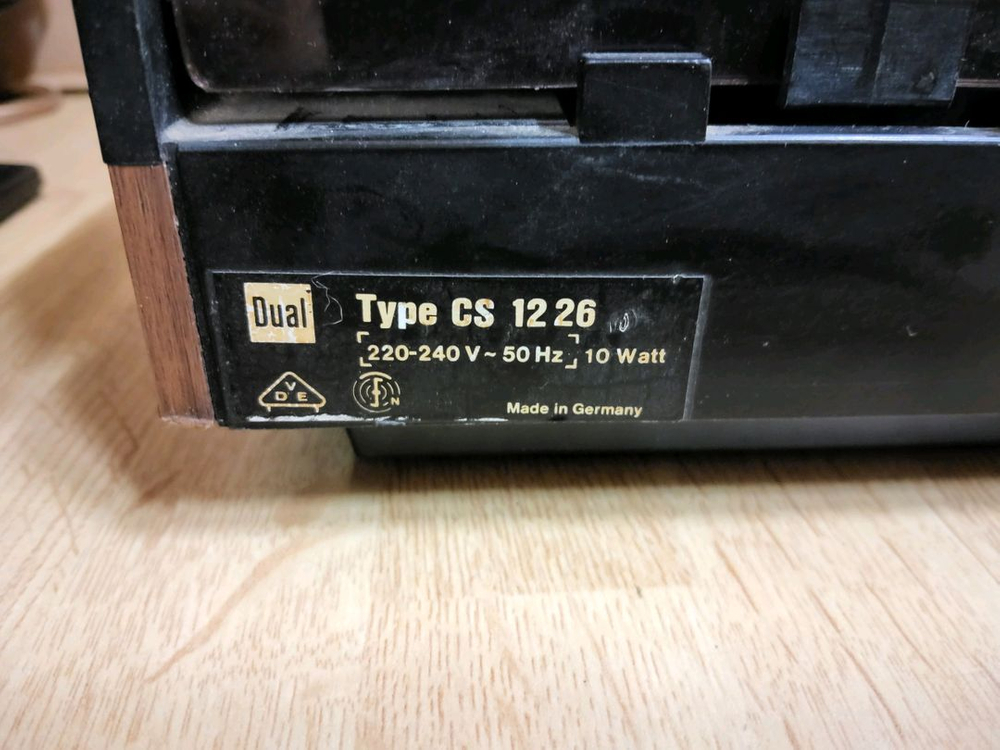 Dual Type CS 1226
220-240 V ~ 50 Hz 10 Watt
VDE N
Made in Germany